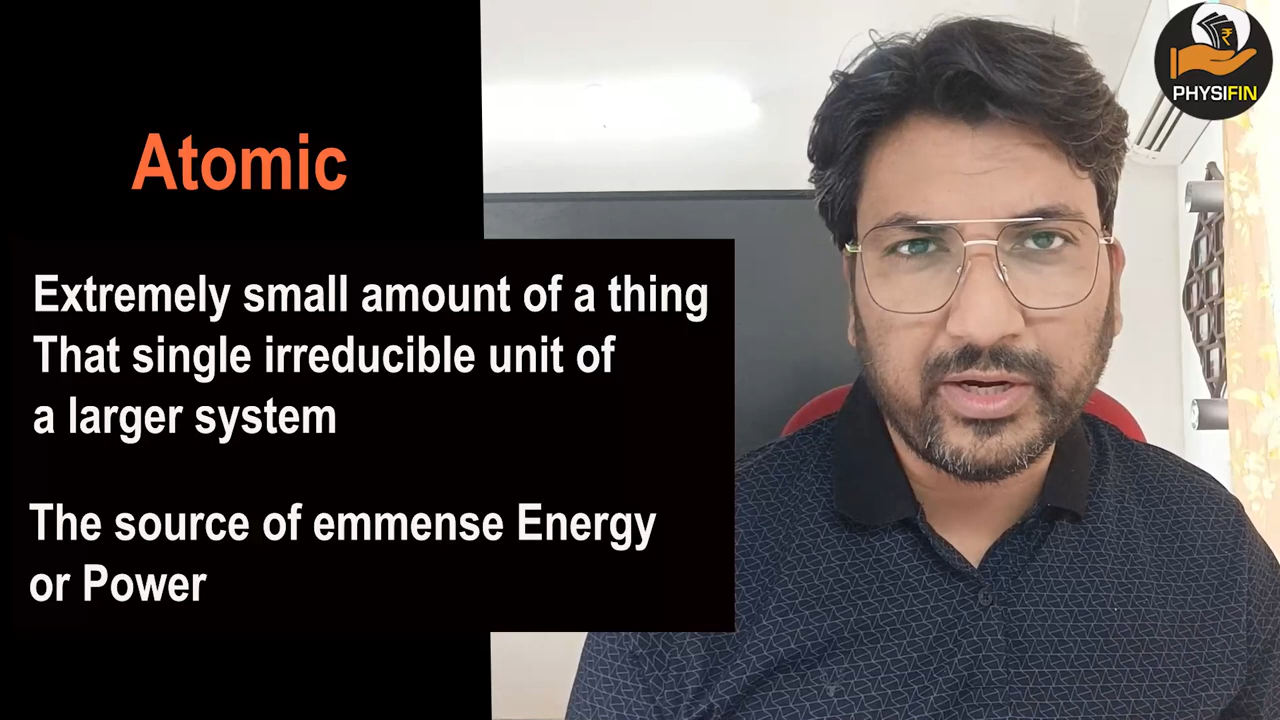 Atomic
Extremely small amount of a thing
That single irreducible unit of
a larger system
The source of emmense Energy
or Power
PHYSIFIN